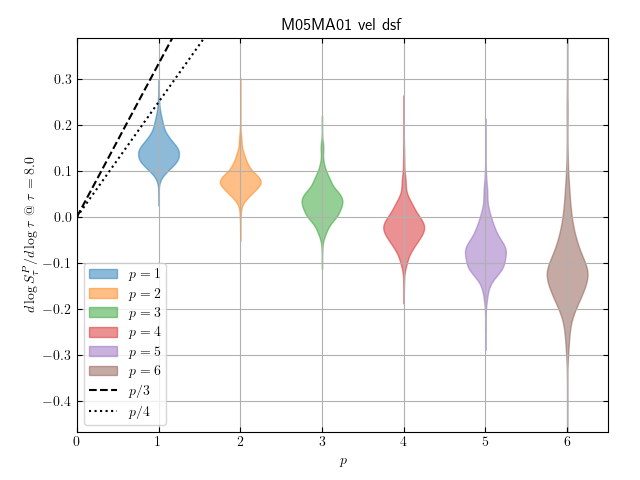 M05MA01 vel dsf
d log S_τ^P / d log τ @ τ = 8.0
0.3
0.2
0.1
0.0
−0.1
−0.2
−0.3
−0.4
p = 1
p = 2
p = 3
p = 4
p = 5
p = 6
p/3
p/4
0 1 2 3 4 5 6
p